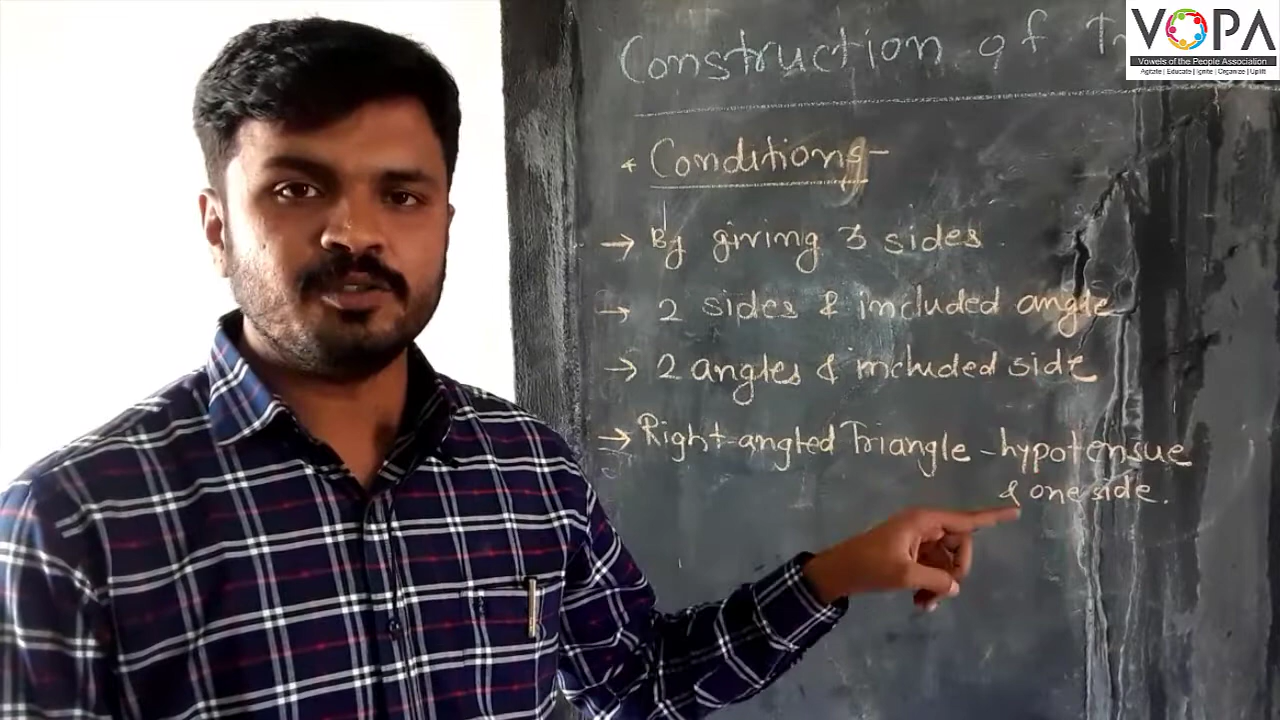 VOPA
Vowels of the People Association
Agitate | Educate | Ignite | Organize | Uplift
Construction of
Conditions -
→ By giving 3 sides.
→ 2 sides & included angle
→ 2 angles & included side
→ Right-angled Triangle - hypotensue
& one side.